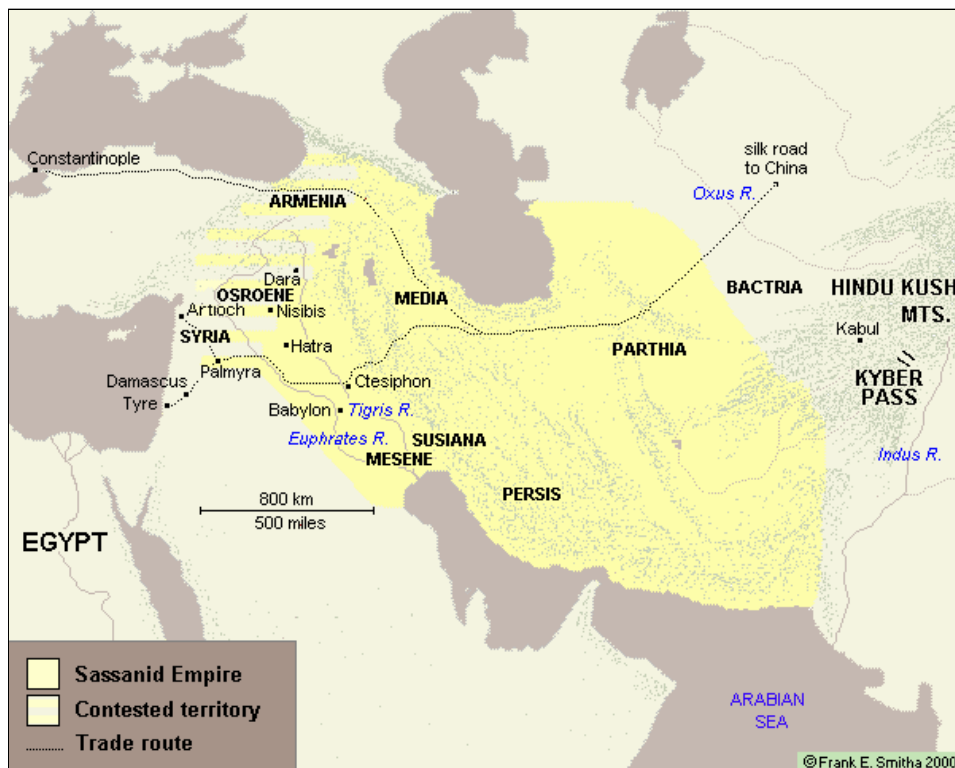 Constantinople
silk road
to China
Oxus R.
ARMENIA
Dara
OSROENE
MEDIA
BACTRIA
HINDU KUSH
MTS.
Artioch
Nisibis
Kabul
SYRIA
Hatra
PARTHIA
Palmyra
KYBER
PASS
Damascus
Ctesiphon
Tyre
Babylon
Tigris R.
Euphrates R.
SUSIANA
MESENE
Indus R.
800 km
500 miles
PERSIS
EGYPT
Sassanid Empire
Contested territory
Trade route
ARABIAN
SEA
©Frank E. Smitha 2000